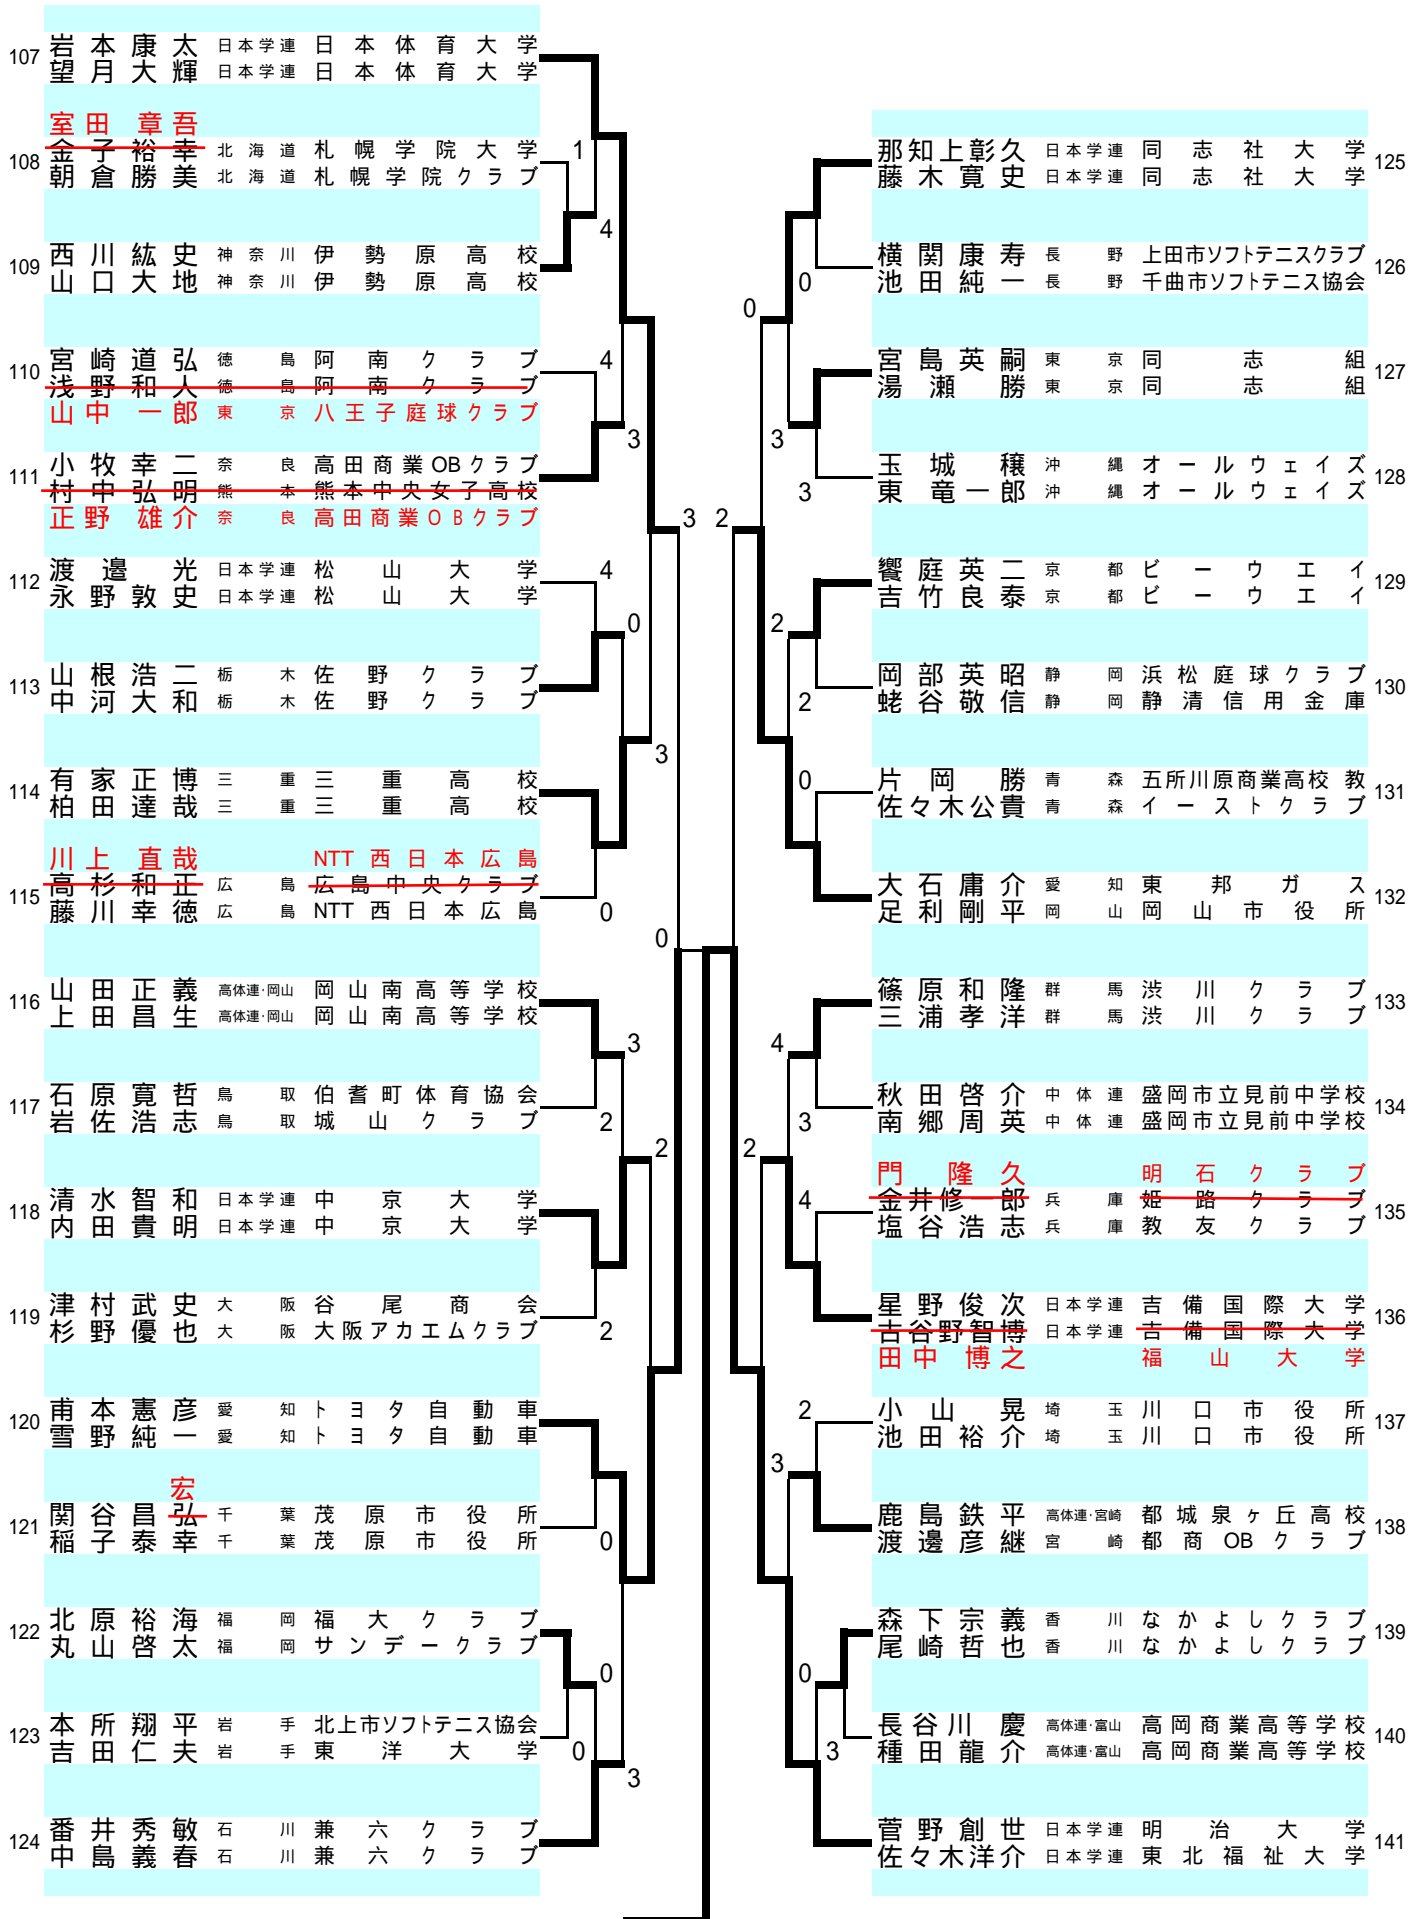 107 岩本康太 日本学連 日本体育大学
望月大輝 日本学連 日本体育大学
室田 章吾
108 金子裕幸 北海道 札幌学院大学
朝倉勝美 北海道 札幌学院クラブ
1
109 西川紘史 神奈川 伊勢原高校
山口大地 神奈川 伊勢原高校
4
110 宮崎道弘 徳島 阿南クラブ
浅野和人 徳島 阿南クラブ
山中 一郎 東京 八王子庭球クラブ
4
3
111 小牧幸二 奈良 高田商業OBクラブ
村中弘明 熊本 熊本中央女子高校
正野 雄介 奈良 高田商業OBクラブ
3
112 渡邉光 日本学連 松山大学
永野敦史 日本学連 松山大学
4
0
113 山根浩二 栃木 佐野クラブ
中河大和 栃木 佐野クラブ
3
114 有家正博 三重 三重高校
柏田達哉 三重 三重高校
川上 直哉 NTT西日本広島
115 高杉和正 広島 広島中央クラブ
藤川幸徳 広島 NTT西日本広島
0
0
116 山田正義 高体連·岡山 岡山南高等学校
上田昌生 高体連·岡山 岡山南高等学校
3
117 石原寛哲 鳥取 伯耆町体育協会
岩佐浩志 鳥取 城山クラブ
2
2
118 清水智和 日本学連 中京大学
内田貴明 日本学連 中京大学
119 津村武史 大阪 谷尾商会
杉野優也 大阪 大阪アカエムクラブ
2
120 甫本憲彦 愛知 トヨタ自動車
雪野純一 愛知 トヨタ自動車
宏
121 関谷昌弘 千葉 茂原市役所
稲子泰幸 千葉 茂原市役所
0
122 北原裕海 福岡 福大クラブ
丸山啓太 福岡 サンデークラブ
0
123 本所翔平 岩手 北上市ソフトテニス協会
吉田仁夫 岩手 東洋大学
0
3
124 番井秀敏 石川 兼六クラブ
中島義春 石川 兼六クラブ
那知上彰久 日本学連 同志社大学 125
藤木寛史 日本学連 同志社大学
横関康寿 長野 上田市ソフトテニスクラブ 126
池田純一 長野 千曲市ソフトテニス協会
0
0
宮島英嗣 東京 同志組 127
湯瀬勝 東京 同志組
3
玉城穣 沖縄 オールウェイズ 128
東竜一郎 沖縄 オールウェイズ
3
2
饗庭英二 京都 ビーウエイ 129
吉竹良泰 京都 ビーウエイ
2
岡部英昭 静岡 浜松庭球クラブ 130
蛯谷敬信 静岡 静清信用金庫
2
片岡勝 青森 五所川原商業高校 教 131
佐々木公貴 青森 イーストクラブ
0
大石庸介 愛知 東邦ガス 132
足利剛平 岡山 岡山市役所
篠原和隆 群馬 渋川クラブ 133
三浦孝洋 群馬 渋川クラブ
4
秋田啓介 中体連 盛岡市立見前中学校 134
南郷周英 中体連 盛岡市立見前中学校
3
2
門 隆久 明石クラブ
金井修一郎 兵庫 姫路クラブ 135
塩谷浩志 兵庫 教友クラブ
4
星野俊次 日本学連 吉備国際大学 136
古谷野智博 日本学連 吉備国際大学
田中 博之 福山大学
小山晃 埼玉 川口市役所 137
池田裕介 埼玉 川口市役所
2
3
鹿島鉄平 高体連·宮崎 都城泉ヶ丘高校 138
渡邊彦継 宮崎 都商OBクラブ
森下宗義 香川 なかよしクラブ 139
尾崎哲也 香川 なかよしクラブ
0
長谷川慶 高体連·富山 高岡商業高等学校 140
種田龍介 高体連·富山 高岡商業高等学校
3
菅野創世 日本学連 明治大学 141
佐々木洋介 日本学連 東北福祉大学